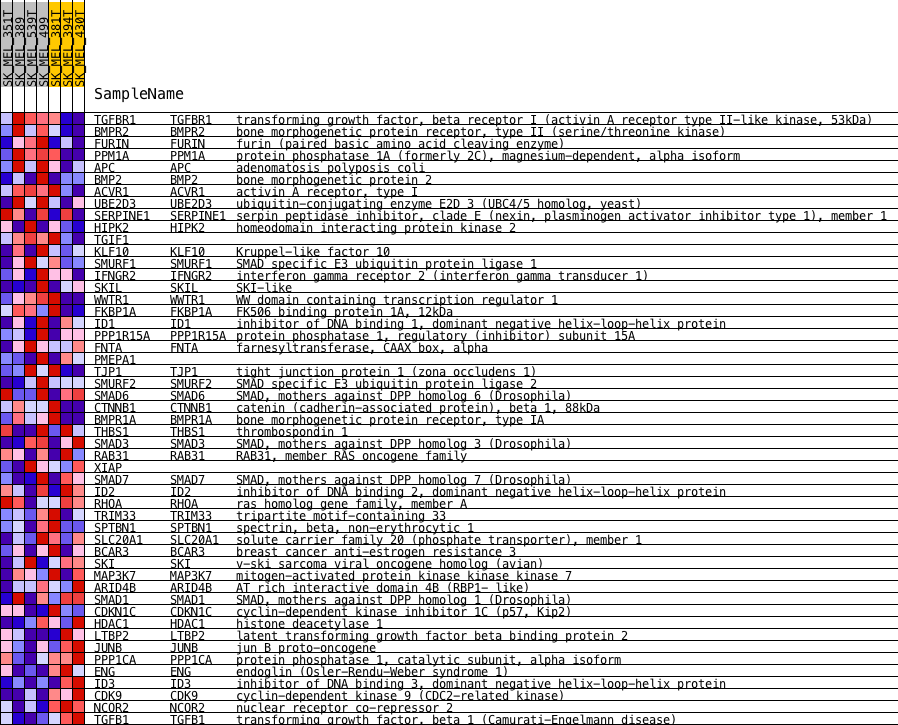 SK_MEL_351T
SK_MEL_389
SK_MEL_539T
SK_MEL_499
SK_MEL_381T
SK_MEL_394T
SK_MEL_430T
SampleName
TGFBR1 TGFBR1 transforming growth factor, beta receptor I (activin A receptor type II-like kinase, 53kDa)
BMPR2 BMPR2 bone morphogenetic protein receptor, type II (serine/threonine kinase)
FURIN FURIN furin (paired basic amino acid cleaving enzyme)
PPM1A PPM1A protein phosphatase 1A (formerly 2C), magnesium-dependent, alpha isoform
APC APC adenomatosis polyposis coli
BMP2 BMP2 bone morphogenetic protein 2
ACVR1 ACVR1 activin A receptor, type I
UBE2D3 UBE2D3 ubiquitin-conjugating enzyme E2D 3 (UBC4/5 homolog, yeast)
SERPINE1 SERPINE1 serpin peptidase inhibitor, clade E (nexin, plasminogen activator inhibitor type 1), member 1
HIPK2 HIPK2 homeodomain interacting protein kinase 2
TGIF1
KLF10 KLF10 Kruppel-like factor 10
SMURF1 SMURF1 SMAD specific E3 ubiquitin protein ligase 1
IFNGR2 IFNGR2 interferon gamma receptor 2 (interferon gamma transducer 1)
SKIL SKIL SKI-like
WWTR1 WWTR1 WW domain containing transcription regulator 1
FKBP1A FKBP1A FK506 binding protein 1A, 12kDa
ID1 ID1 inhibitor of DNA binding 1, dominant negative helix-loop-helix protein
PPP1R15A PPP1R15A protein phosphatase 1, regulatory (inhibitor) subunit 15A
FNTA FNTA farnesyltransferase, CAAX box, alpha
PMEPA1
TJP1 TJP1 tight junction protein 1 (zona occludens 1)
SMURF2 SMURF2 SMAD specific E3 ubiquitin protein ligase 2
SMAD6 SMAD6 SMAD, mothers against DPP homolog 6 (Drosophila)
CTNNB1 CTNNB1 catenin (cadherin-associated protein), beta 1, 88kDa
BMPR1A BMPR1A bone morphogenetic protein receptor, type IA
THBS1 THBS1 thrombospondin 1
SMAD3 SMAD3 SMAD, mothers against DPP homolog 3 (Drosophila)
RAB31 RAB31 RAB31, member RAS oncogene family
XIAP
SMAD7 SMAD7 SMAD, mothers against DPP homolog 7 (Drosophila)
ID2 ID2 inhibitor of DNA binding 2, dominant negative helix-loop-helix protein
RHOA RHOA ras homolog gene family, member A
TRIM33 TRIM33 tripartite motif-containing 33
SPTBN1 SPTBN1 spectrin, beta, non-erythrocytic 1
SLC20A1 SLC20A1 solute carrier family 20 (phosphate transporter), member 1
BCAR3 BCAR3 breast cancer anti-estrogen resistance 3
SKI SKI v-ski sarcoma viral oncogene homolog (avian)
MAP3K7 MAP3K7 mitogen-activated protein kinase kinase kinase 7
ARID4B ARID4B AT rich interactive domain 4B (RBP1- like)
SMAD1 SMAD1 SMAD, mothers against DPP homolog 1 (Drosophila)
CDKN1C CDKN1C cyclin-dependent kinase inhibitor 1C (p57, Kip2)
HDAC1 HDAC1 histone deacetylase 1
LTBP2 LTBP2 latent transforming growth factor beta binding protein 2
JUNB JUNB jun B proto-oncogene
PPP1CA PPP1CA protein phosphatase 1, catalytic subunit, alpha isoform
ENG ENG endoglin (Osler-Rendu-Weber syndrome 1)
ID3 ID3 inhibitor of DNA binding 3, dominant negative helix-loop-helix protein
CDK9 CDK9 cyclin-dependent kinase 9 (CDC2-related kinase)
NCOR2 NCOR2 nuclear receptor co-repressor 2
TGFB1 TGFB1 transforming growth factor, beta 1 (Camurati-Engelmann disease)